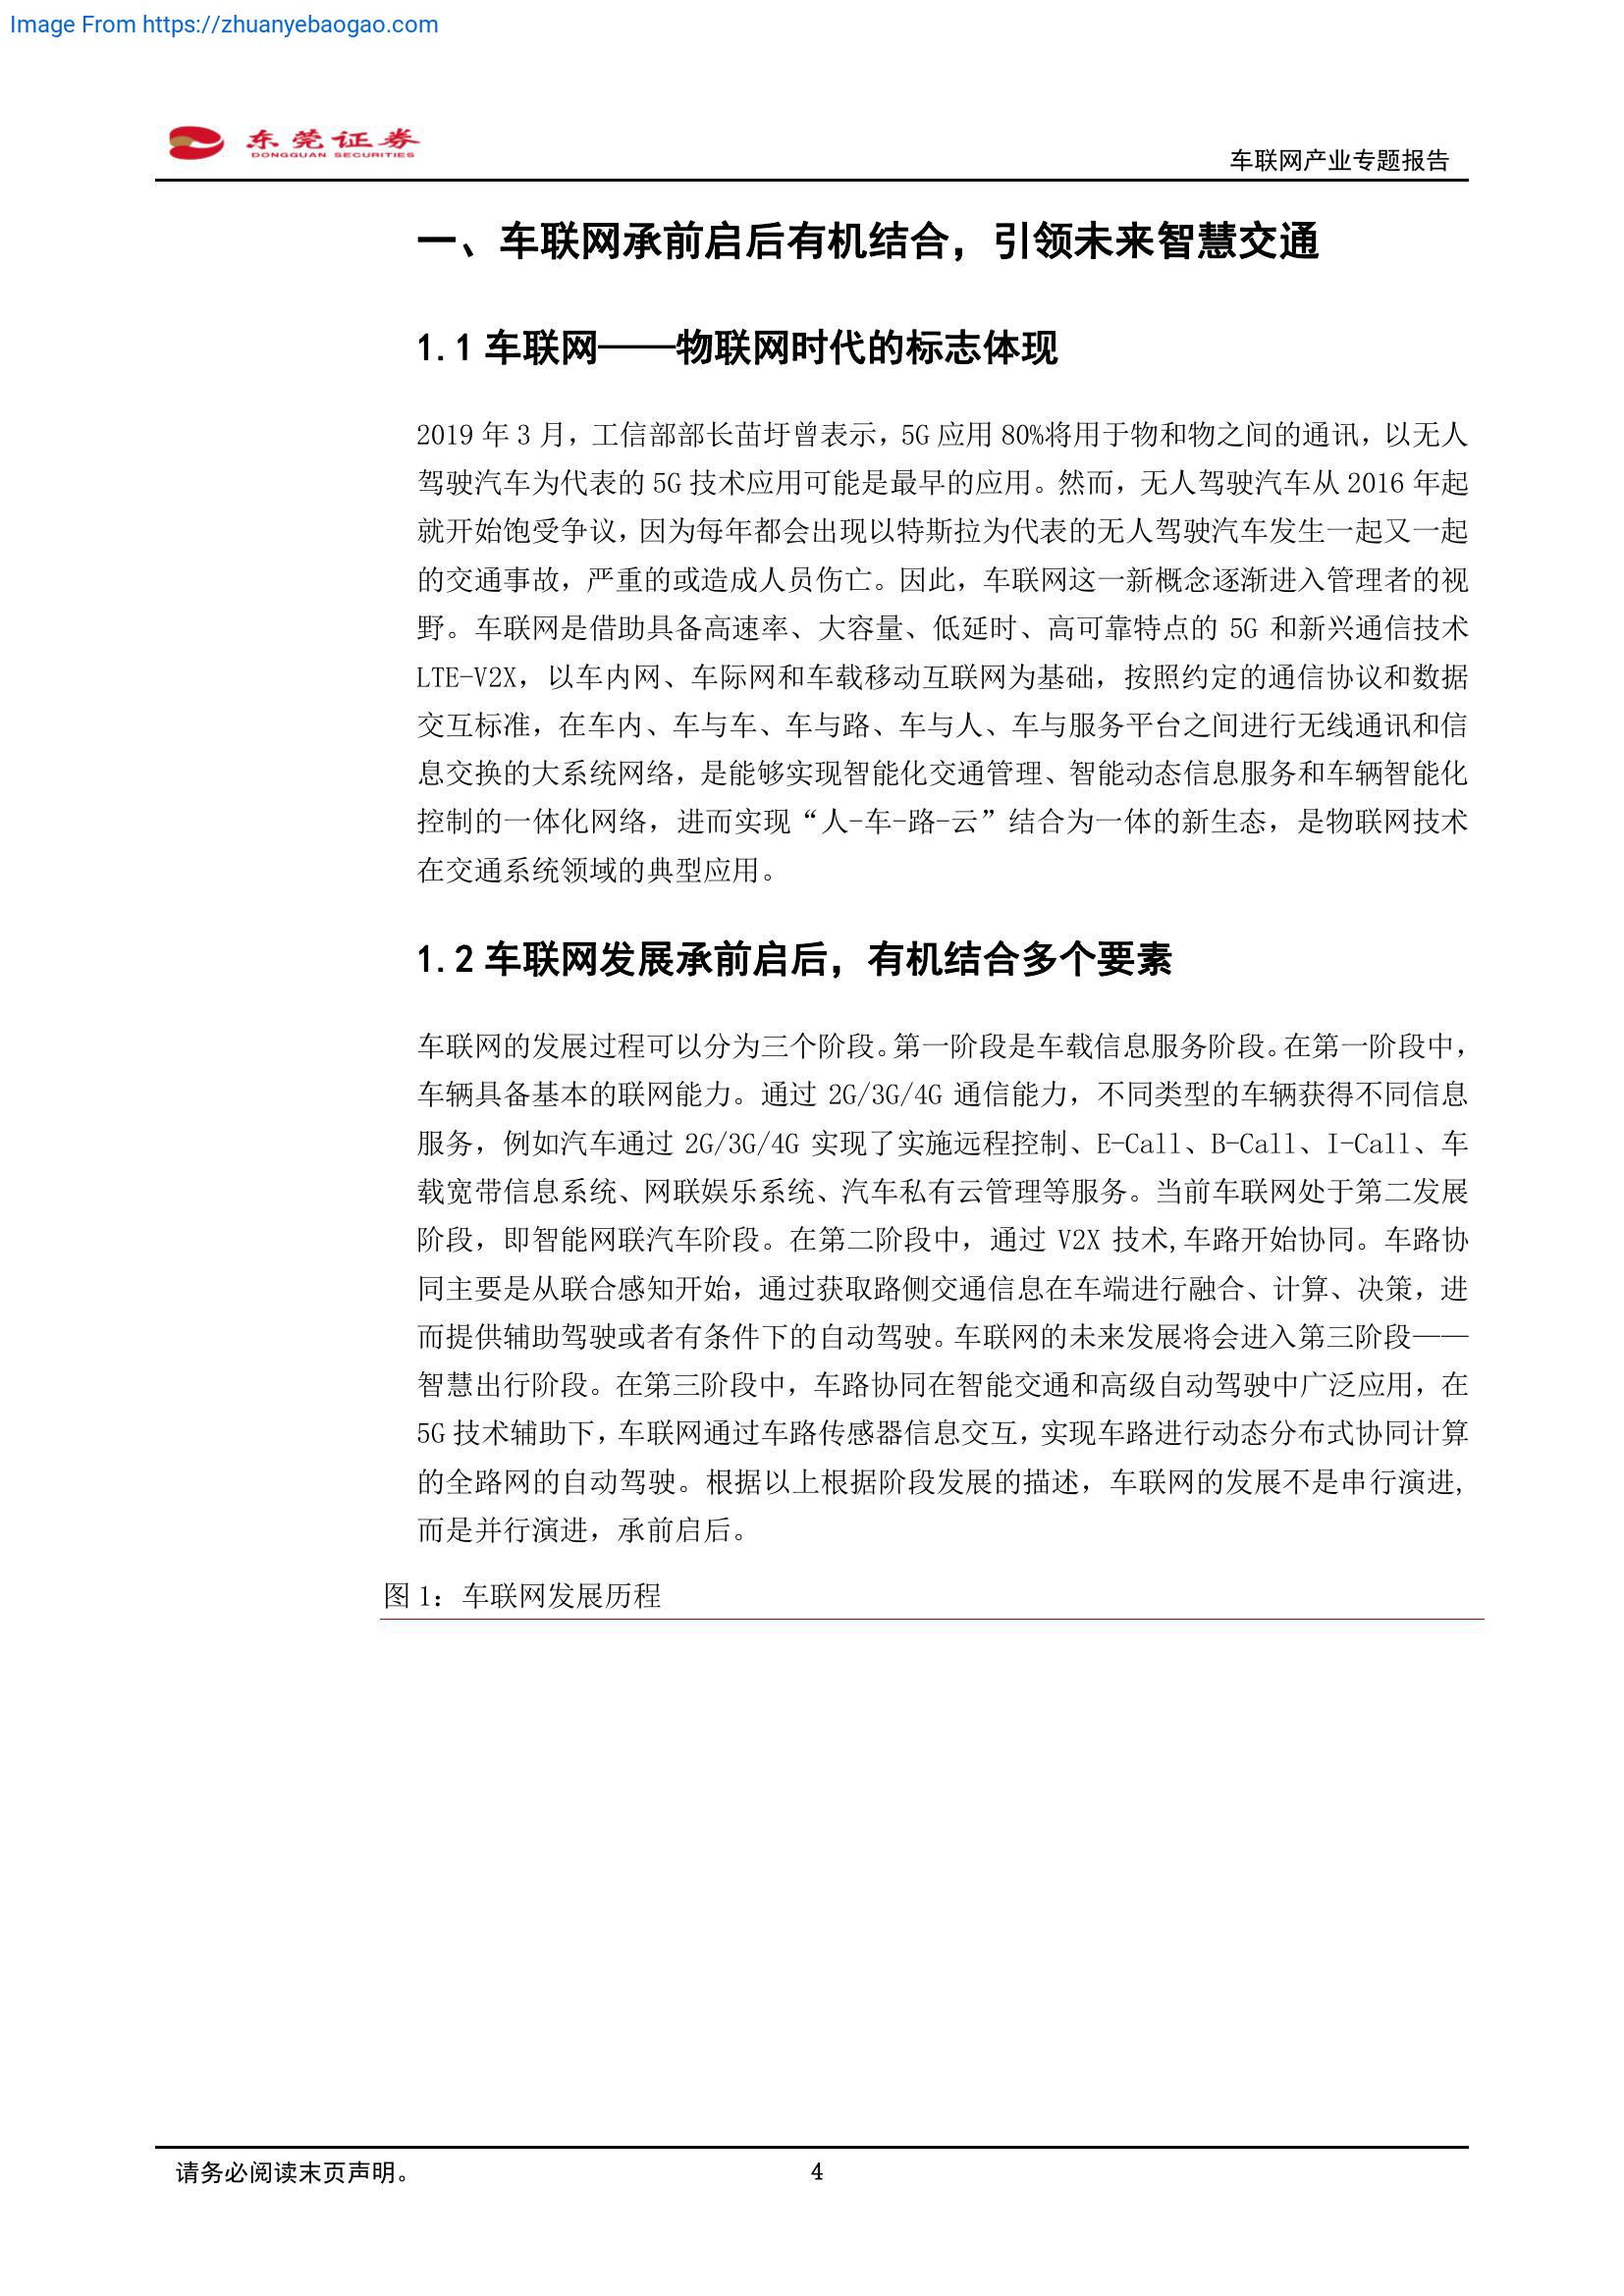 Image From https://zhuanyebaogao.com
东莞证券
DONGGUAN SECURITIES
车联网产业专题报告
一、车联网承前启后有机结合，引领未来智慧交通
1.1 车联网——物联网时代的标志体现
2019 年 3 月，工信部部长苗圩曾表示，5G 应用 80%将用于物和物之间的通讯，以无人
驾驶汽车为代表的 5G 技术应用可能是最早的应用。然而，无人驾驶汽车从 2016 年起
就开始饱受争议，因为每年都会出现以特斯拉为代表的无人驾驶汽车发生一起又一起
的交通事故，严重的或造成人员伤亡。因此，车联网这一新概念逐渐进入管理者的视
野。车联网是借助具备高速率、大容量、低延时、高可靠特点的 5G 和新兴通信技术
LTE-V2X，以车内网、车际网和车载移动互联网为基础，按照约定的通信协议和数据
交互标准，在车内、车与车、车与路、车与人、车与服务平台之间进行无线通讯和信
息交换的大系统网络，是能够实现智能化交通管理、智能动态信息服务和车辆智能化
控制的一体化网络，进而实现“人-车-路-云”结合为一体的新生态，是物联网技术
在交通系统领域的典型应用。
1.2 车联网发展承前启后，有机结合多个要素
车联网的发展过程可以分为三个阶段。第一阶段是车载信息服务阶段。在第一阶段中，
车辆具备基本的联网能力。通过 2G/3G/4G 通信能力，不同类型的车辆获得不同信息
服务，例如汽车通过 2G/3G/4G 实现了实施远程控制、E-Call、B-Call、I-Call、车
载宽带信息系统、网联娱乐系统、汽车私有云管理等服务。当前车联网处于第二发展
阶段，即智能网联汽车阶段。在第二阶段中，通过 V2X 技术,车路开始协同。车路协
同主要是从联合感知开始，通过获取路侧交通信息在车端进行融合、计算、决策，进
而提供辅助驾驶或者有条件下的自动驾驶。车联网的未来发展将会进入第三阶段——
智慧出行阶段。在第三阶段中，车路协同在智能交通和高级自动驾驶中广泛应用，在
5G 技术辅助下，车联网通过车路传感器信息交互，实现车路进行动态分布式协同计算
的全路网的自动驾驶。根据以上根据阶段发展的描述，车联网的发展不是串行演进，
而是并行演进，承前启后。
图 1：车联网发展历程
请务必阅读末页声明。
4